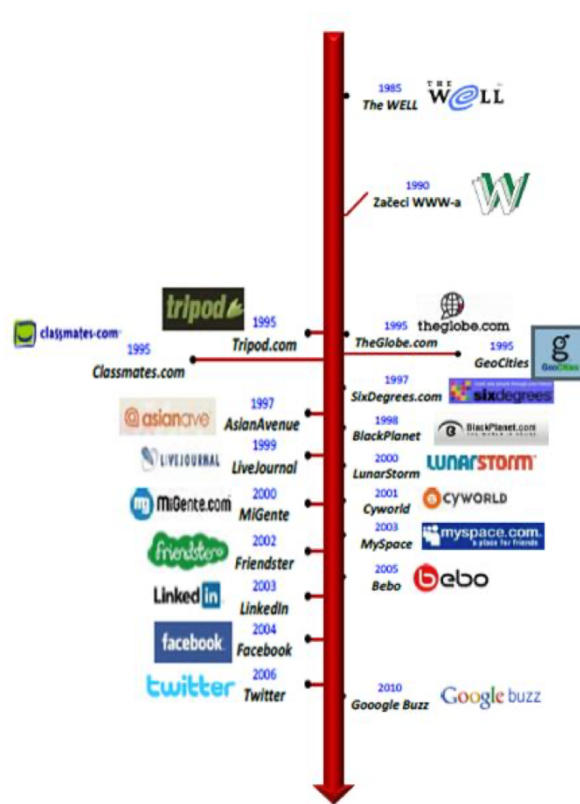 THE
WELL
1985
The WELL
1990
Začeci WWW-a
W
tripod
1995
Tripod.com
classmates·com
1995
Classmates.com
theglobe.com
1995
TheGlobe.com
g
GeoCities
1995
GeoCities
1997
SixDegrees.com
sixdegrees
asianave
1997
AsianAvenue
1998
BlackPlanet
BlackPlanet.com
LIVEJOURNAL
1999
LiveJournal
2000
LunarStorm
LUNARSTORM
mg MiGente.com
2000
MiGente
2001
Cyworld
CYWORLD
friendster
2002
Friendster
2003
MySpace
myspace.com
a place for friends
Linked in
2003
LinkedIn
2005
Bebo
bebo
facebook
2004
Facebook
twitter
2006
Twitter
2010
Gooogle Buzz
Google buzz